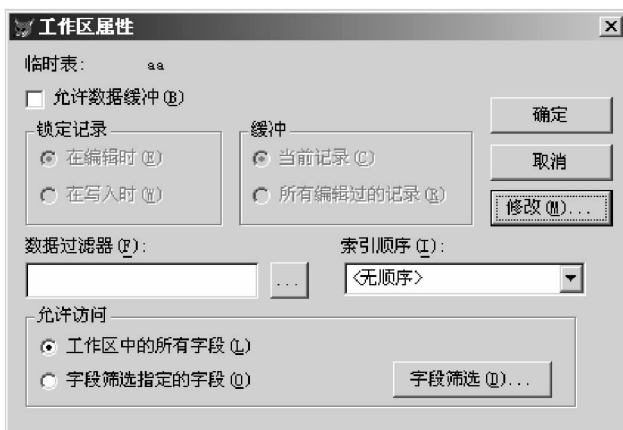 工作区属性
临时表: aa
允许数据缓冲(B)
确定
锁定记录
缓冲
在编辑时(E)
当前记录(C)
取消
在写入时(W)
所有编辑过的记录(R)
修改(M)...
数据过滤器(F):
索引顺序(I):
...
<无顺序>
允许访问
工作区中的所有字段(L)
字段筛选指定的字段(O)
字段筛选(D)...